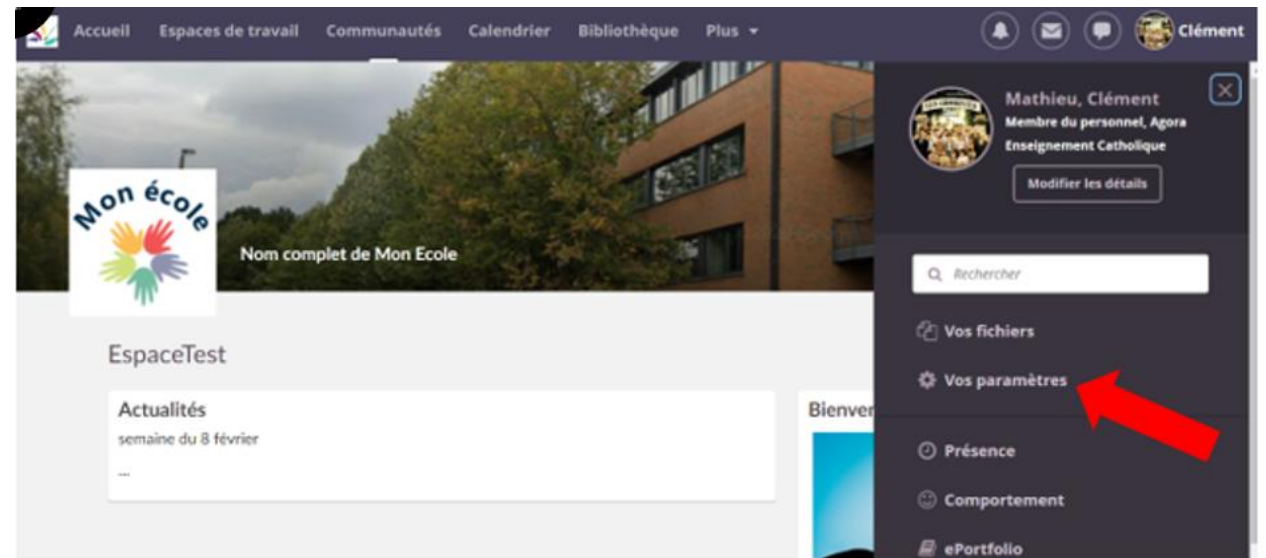 Accueil Espaces de travail Communautés Calendrier Bibliothèque Plus Clément
Mathieu, Clément
Membre du personnel, Agora
Enseignement Catholique
Modifier les détails
Mon école
Nom complet de Mon Ecole
Rechercher
Vos fichiers
Vos paramètres
EspaceTest
Actualités
semaine du 8 février
...
Bienver
Présence
Comportement
ePortfolio